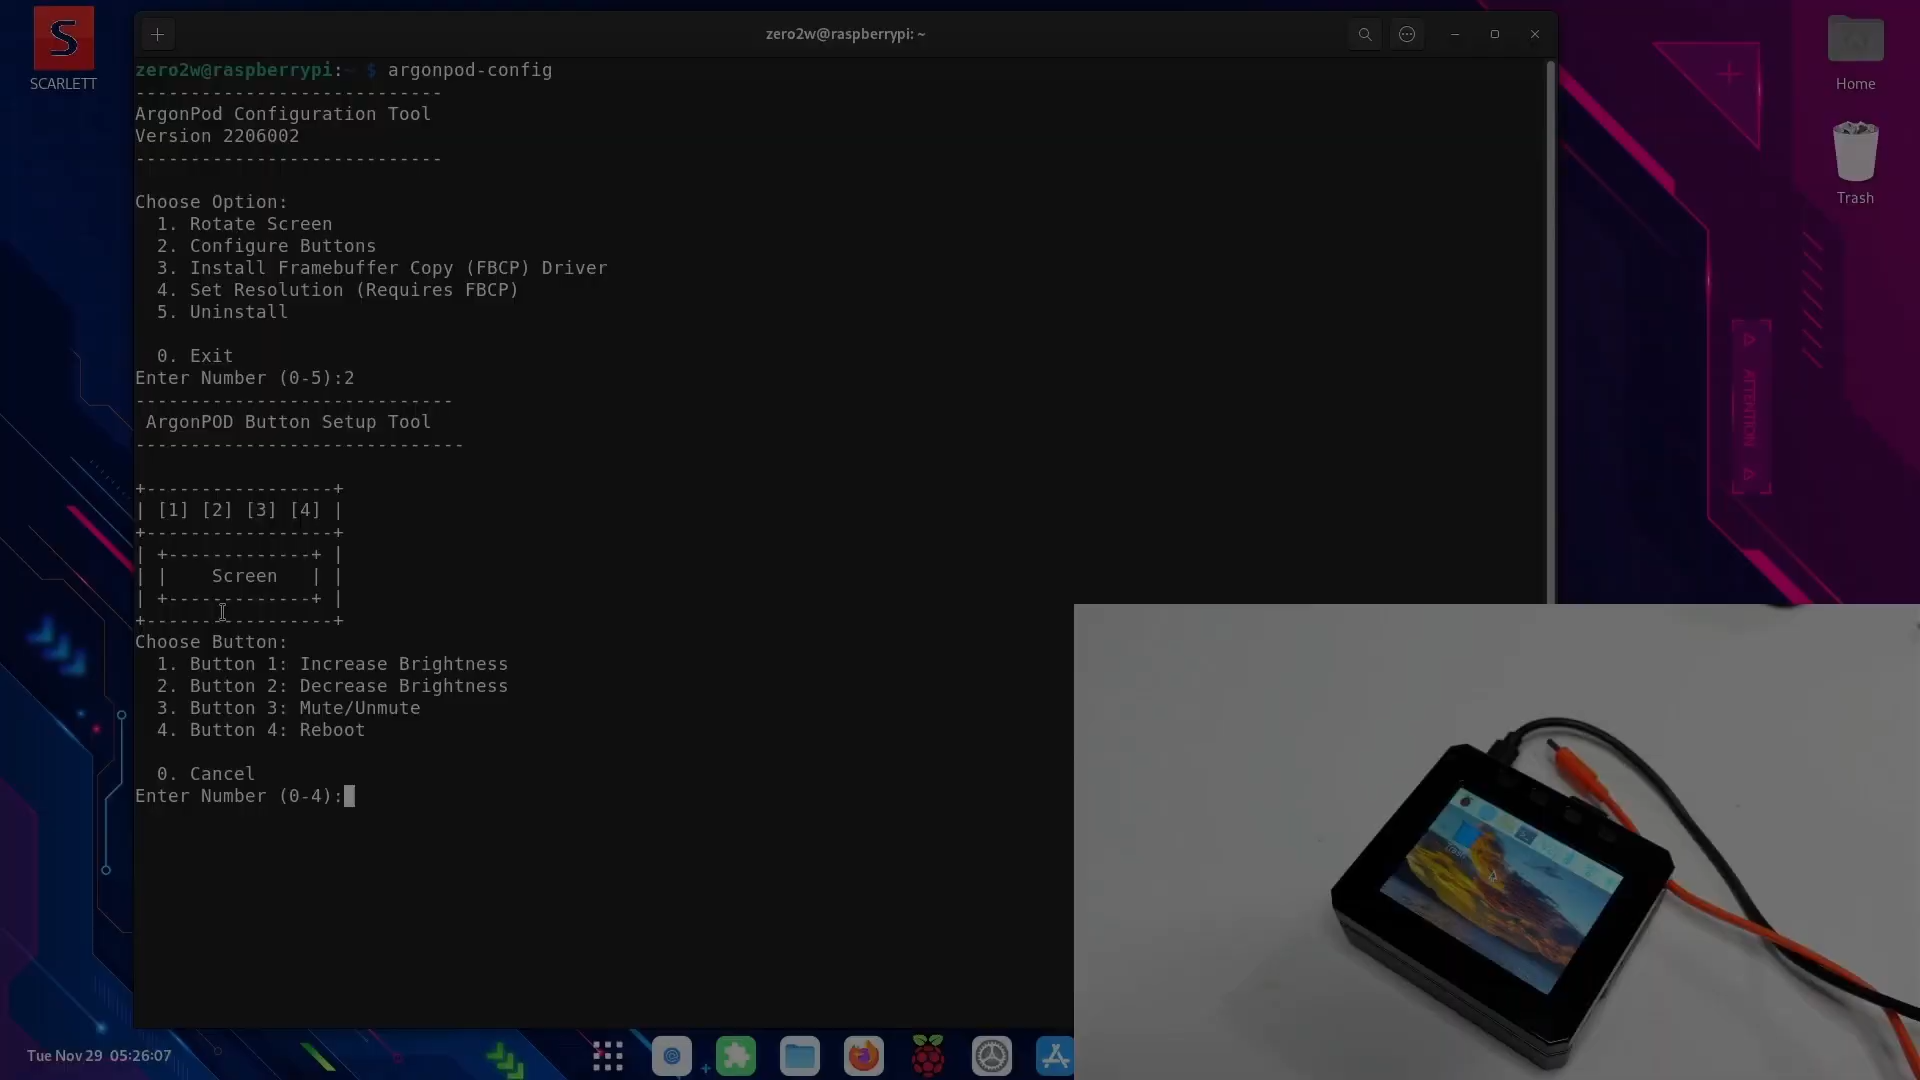 SCARLETT
zero2w@raspberrypi: ~
Home
Trash
zero2w@raspberrypi:~ $ argonpod-config
----------------------------
ArgonPod Configuration Tool
Version 2206002
----------------------------
Choose Option:
1. Rotate Screen
2. Configure Buttons
3. Install Framebuffer Copy (FBCP) Driver
4. Set Resolution (Requires FBCP)
5. Uninstall
0. Exit
Enter Number (0-5):2
-----------------------------
ArgonPOD Button Setup Tool
------------------------------
+-----------------+
| [1] [2] [3] [4] |
+-----------------+
| +-------------+ |
| |    Screen   | |
| +-------------+ |
+-----------------+
Choose Button:
1. Button 1: Increase Brightness
2. Button 2: Decrease Brightness
3. Button 3: Mute/Unmute
4. Button 4: Reboot
0. Cancel
Enter Number (0-4):
ATTENTION
Trash
Tue Nov 29 05:26:07